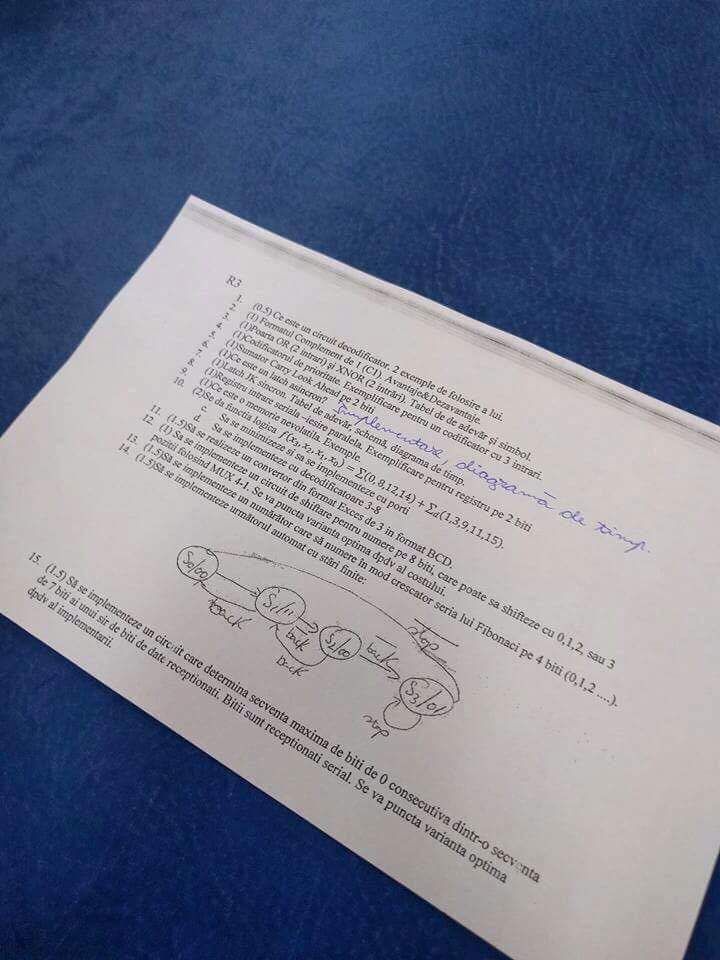 R3
1. (0.5) Ce este un circuit decodificator. 2 exemple de folosire a lui.
2. (1) Formatul Complement de 1 (C1). Avantaje&Dezavantaje.
3. (1)Poarta OR (2 intrari) și XNOR (2 intrări). Tabel de de adevăr și simbol.
4. (1)Codificatorul de prioritate. Exemplificare pentru un codificator cu 3 intrari.
5. (1)Sumator Carry Look Ahead pe 2 biti
6. (1)Ce este un latch asincron? Simplementare, diagramă de timp.
7. (1)Latch JK sincron. Tabel de adevăr, schemă, diagrama de timp.
8. (1)Registru intrare seriala -iesire paralela. Exemplificare pentru registru pe 2 biti
9. (1)Ce este o memorie nevolatila. Exemple.
10. (2)Se da functia logica f(x₃,x₂,x₁,x₀) = Σ(0,8,12,14) + Σd(1,3,9,11,15).
c. Sa se minimizeze si sa se implementeze cu porti
d. Sa se implementeze cu decodificatoare 3-8
11. (1.5)Să se realizeze un convertor din format Exces de 3 in format BCD.
12. (1) Sa se implementeze un circuit de shiftare pentru numere pe 8 biti, care poate sa shifteze cu 0,1,2, sau 3
pozitii folosind MUX 4-1. Se va puncta varianta optima dpdv al costului.
13. (1.5)Să se implementeze un numărător care să numere în mod crescator seria lui Fibonaci pe 4 biti (0,1,2 ....).
14. (1.5)Să se implementeze următorul automat cu stări finite:
S0/00
S1/11
S2/00
S3/01
back
back
back
back
stop
stop
15. (1.5) Să se implementeze un circuit care determina secventa maxima de biti de 0 consecutiva dintr-o secventa
de 7 biti ai unui sir de biti de date receptionati. Bitii sunt receptionati serial. Se va puncta varianta optima
dpdv al implementarii.